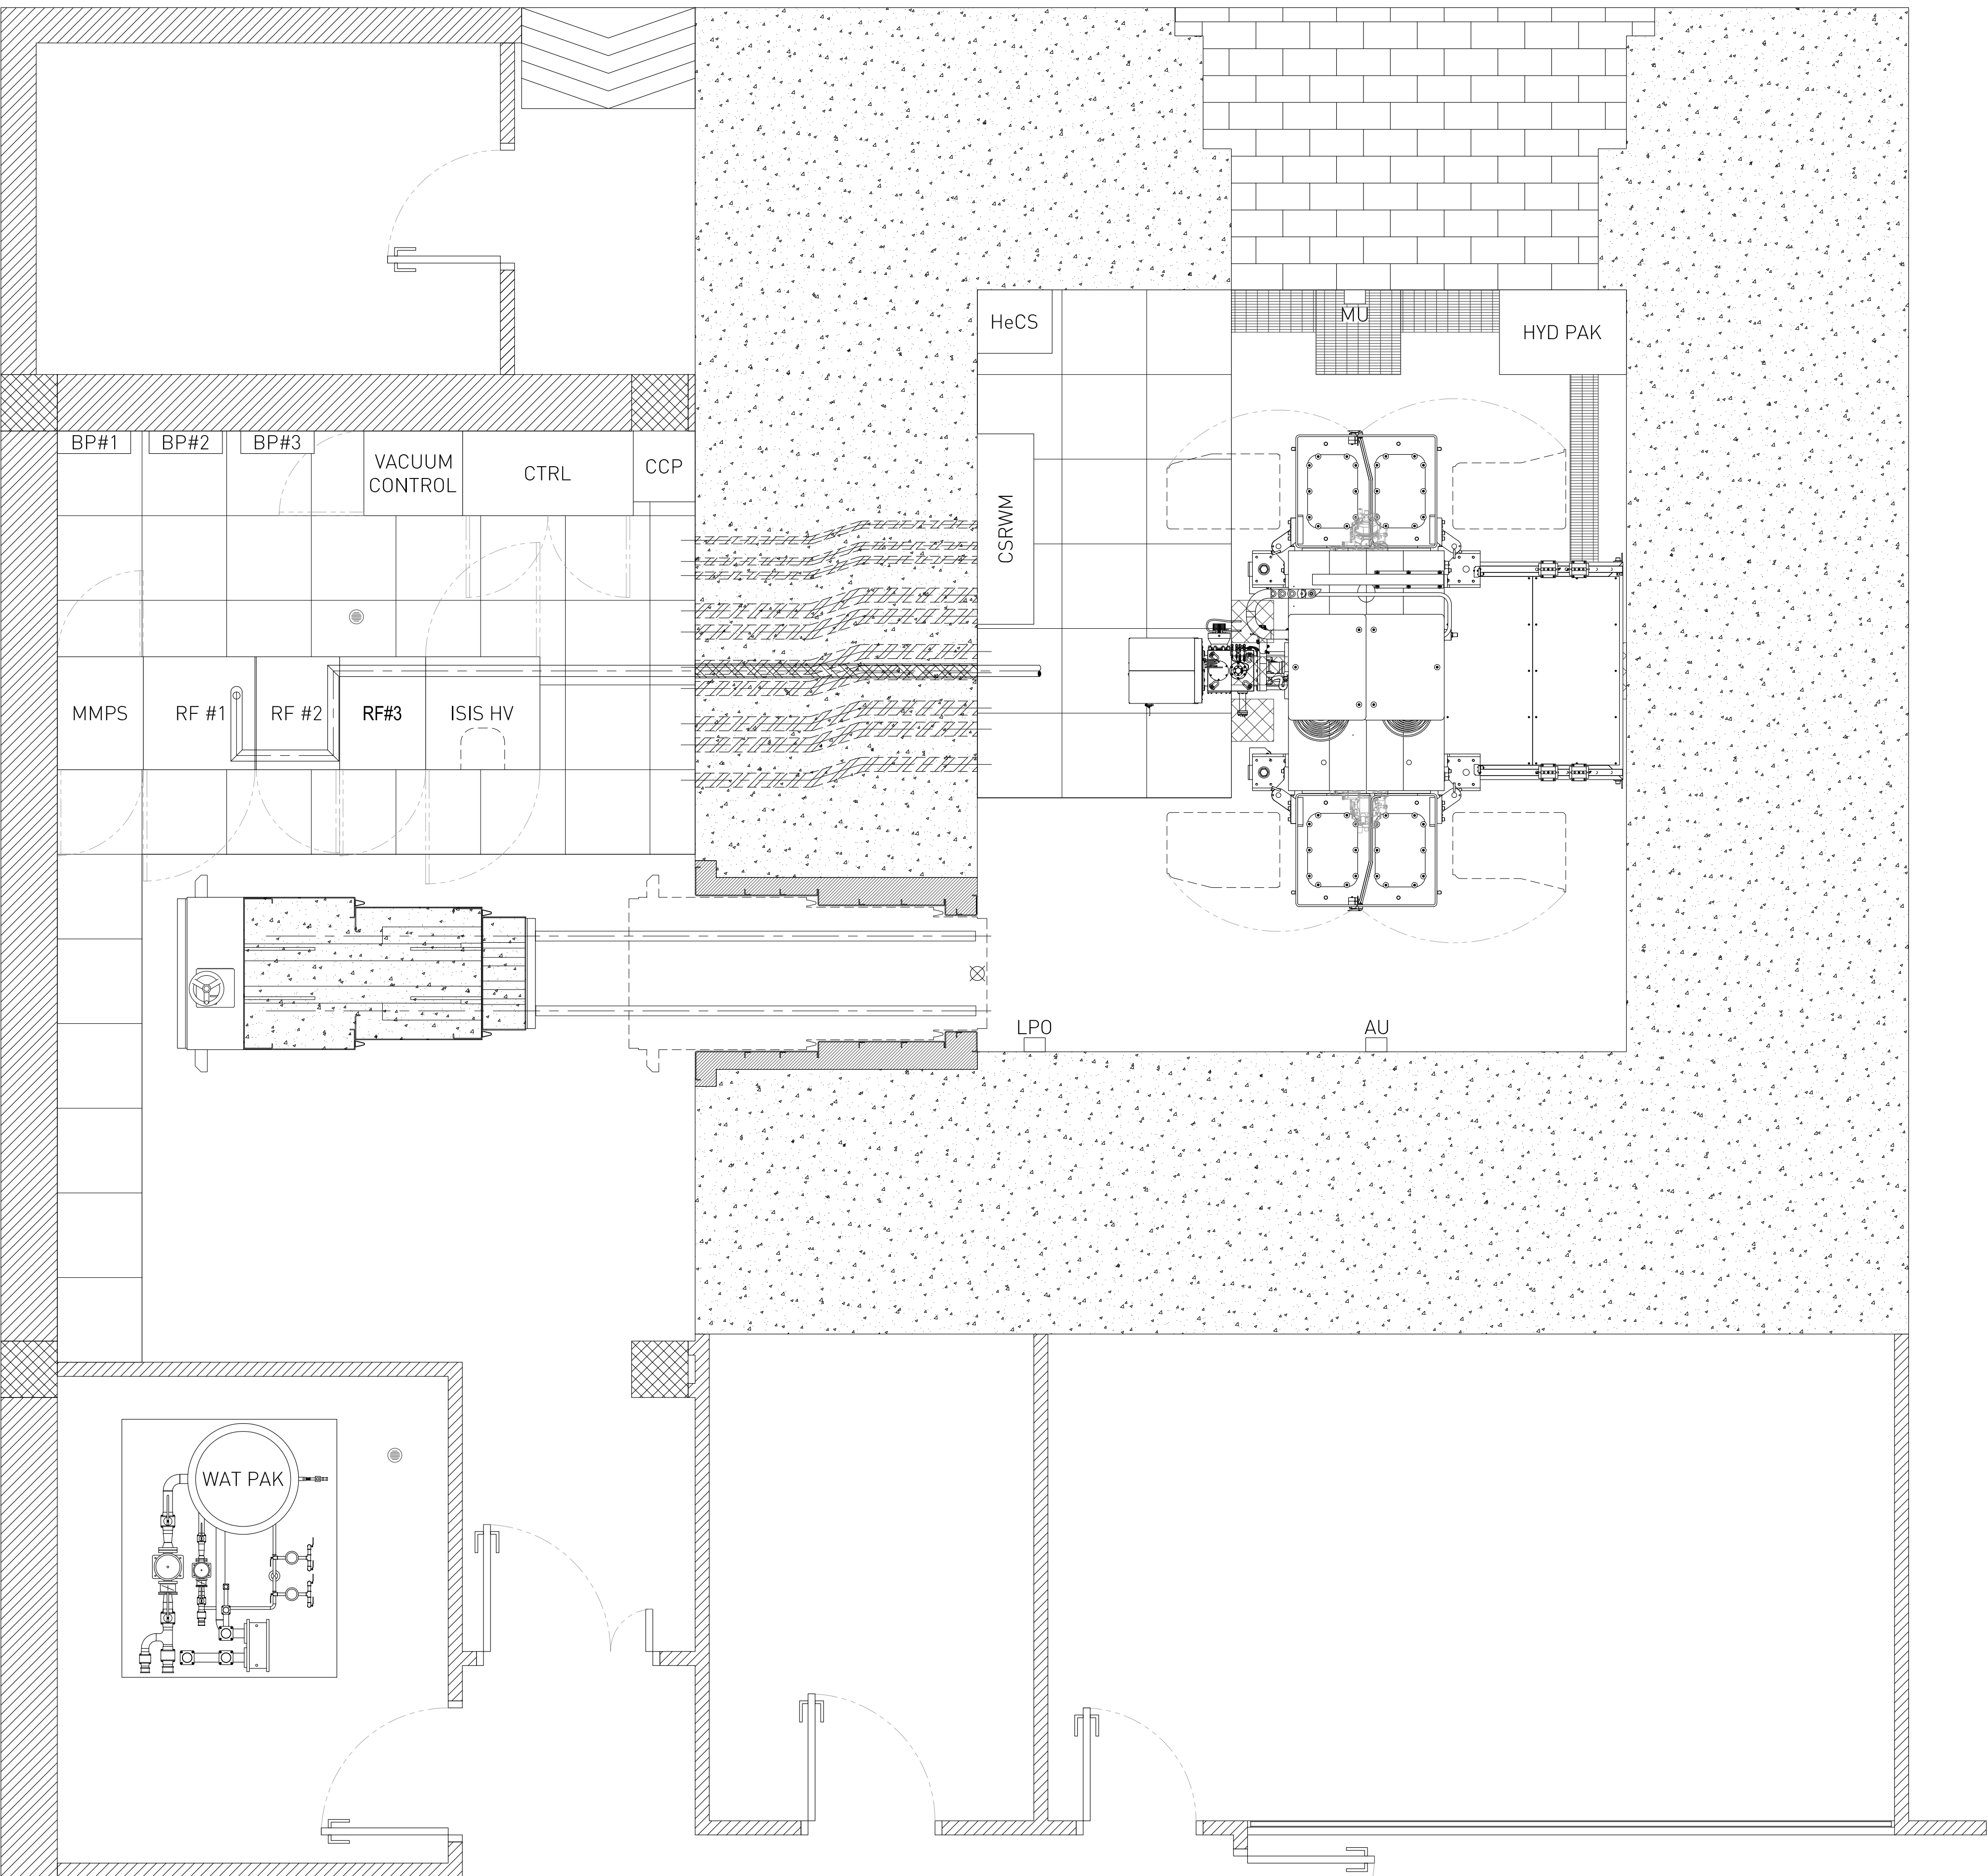 HeCS
MU
HYD PAK
BP#1
BP#2
BP#3
VACUUM
CONTROL
CTRL
CCP
CSRWM
MMPS
RF #1
RF #2
RF#3
ISIS HV
LPO
AU
WAT PAK